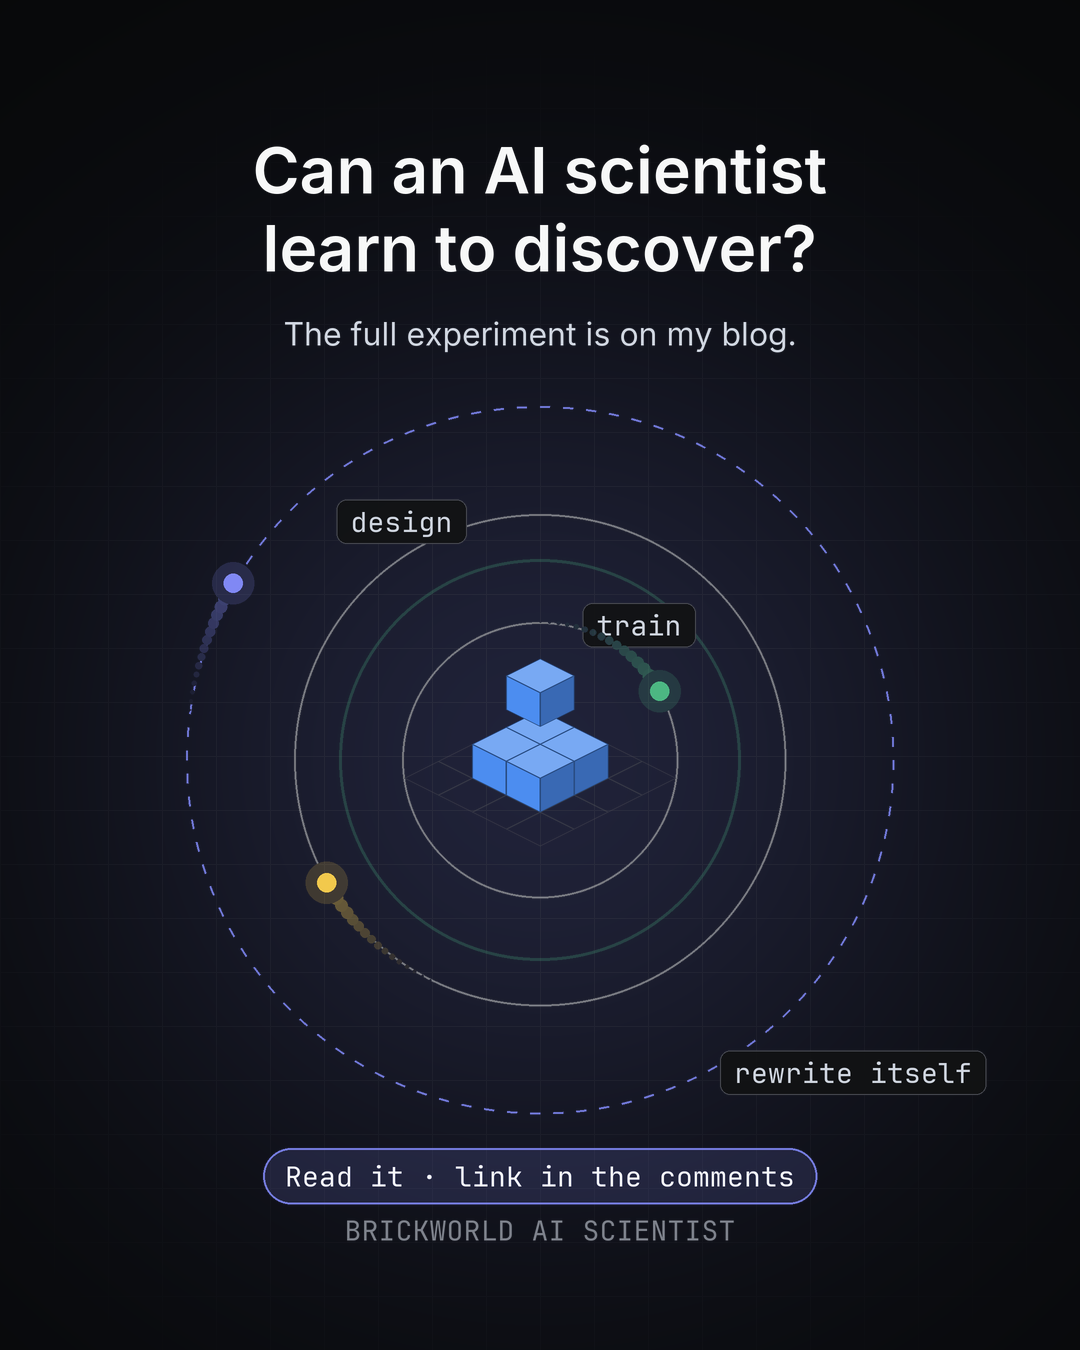 Can an AI scientist
learn to discover?
The full experiment is on my blog.
design
train
rewrite itself
Read it · link in the comments
BRICKWORLD AI SCIENTIST